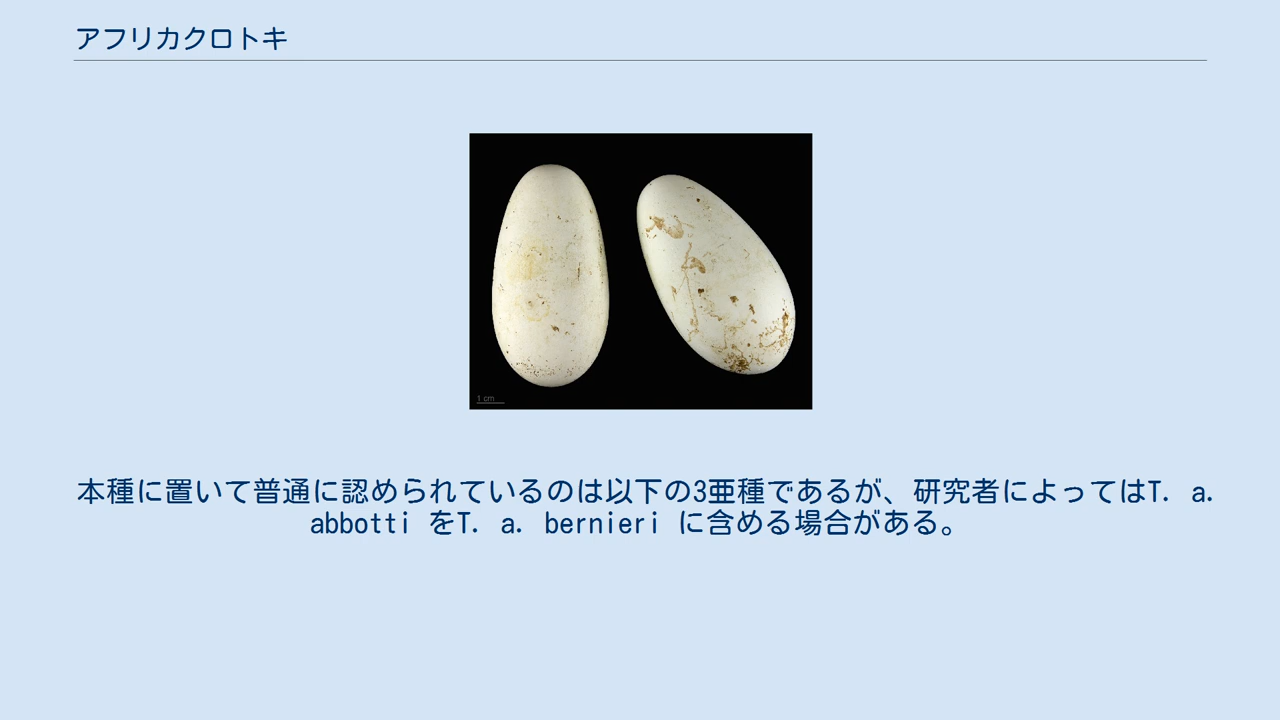 アフリカクロトキ
1 cm
本種に置いて普通に認められているのは以下の3亜種であるが、研究者によってはT. a.
abbotti をT. a. bernieri に含める場合がある。